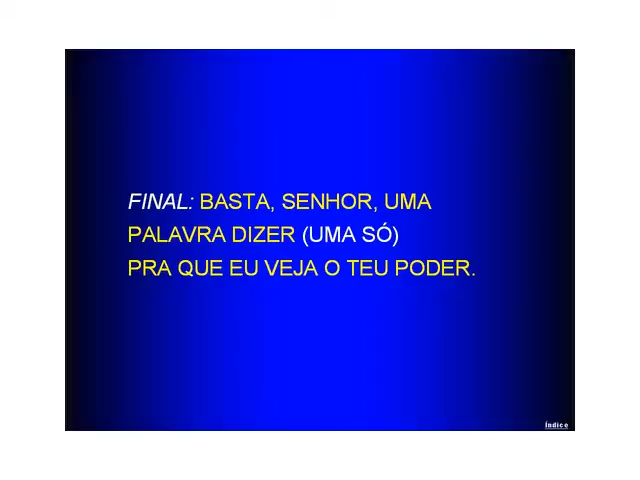 FINAL: BASTA, SENHOR, UMA
PALAVRA DIZER (UMA SÓ)
PRA QUE EU VEJA O TEU PODER.
Índice